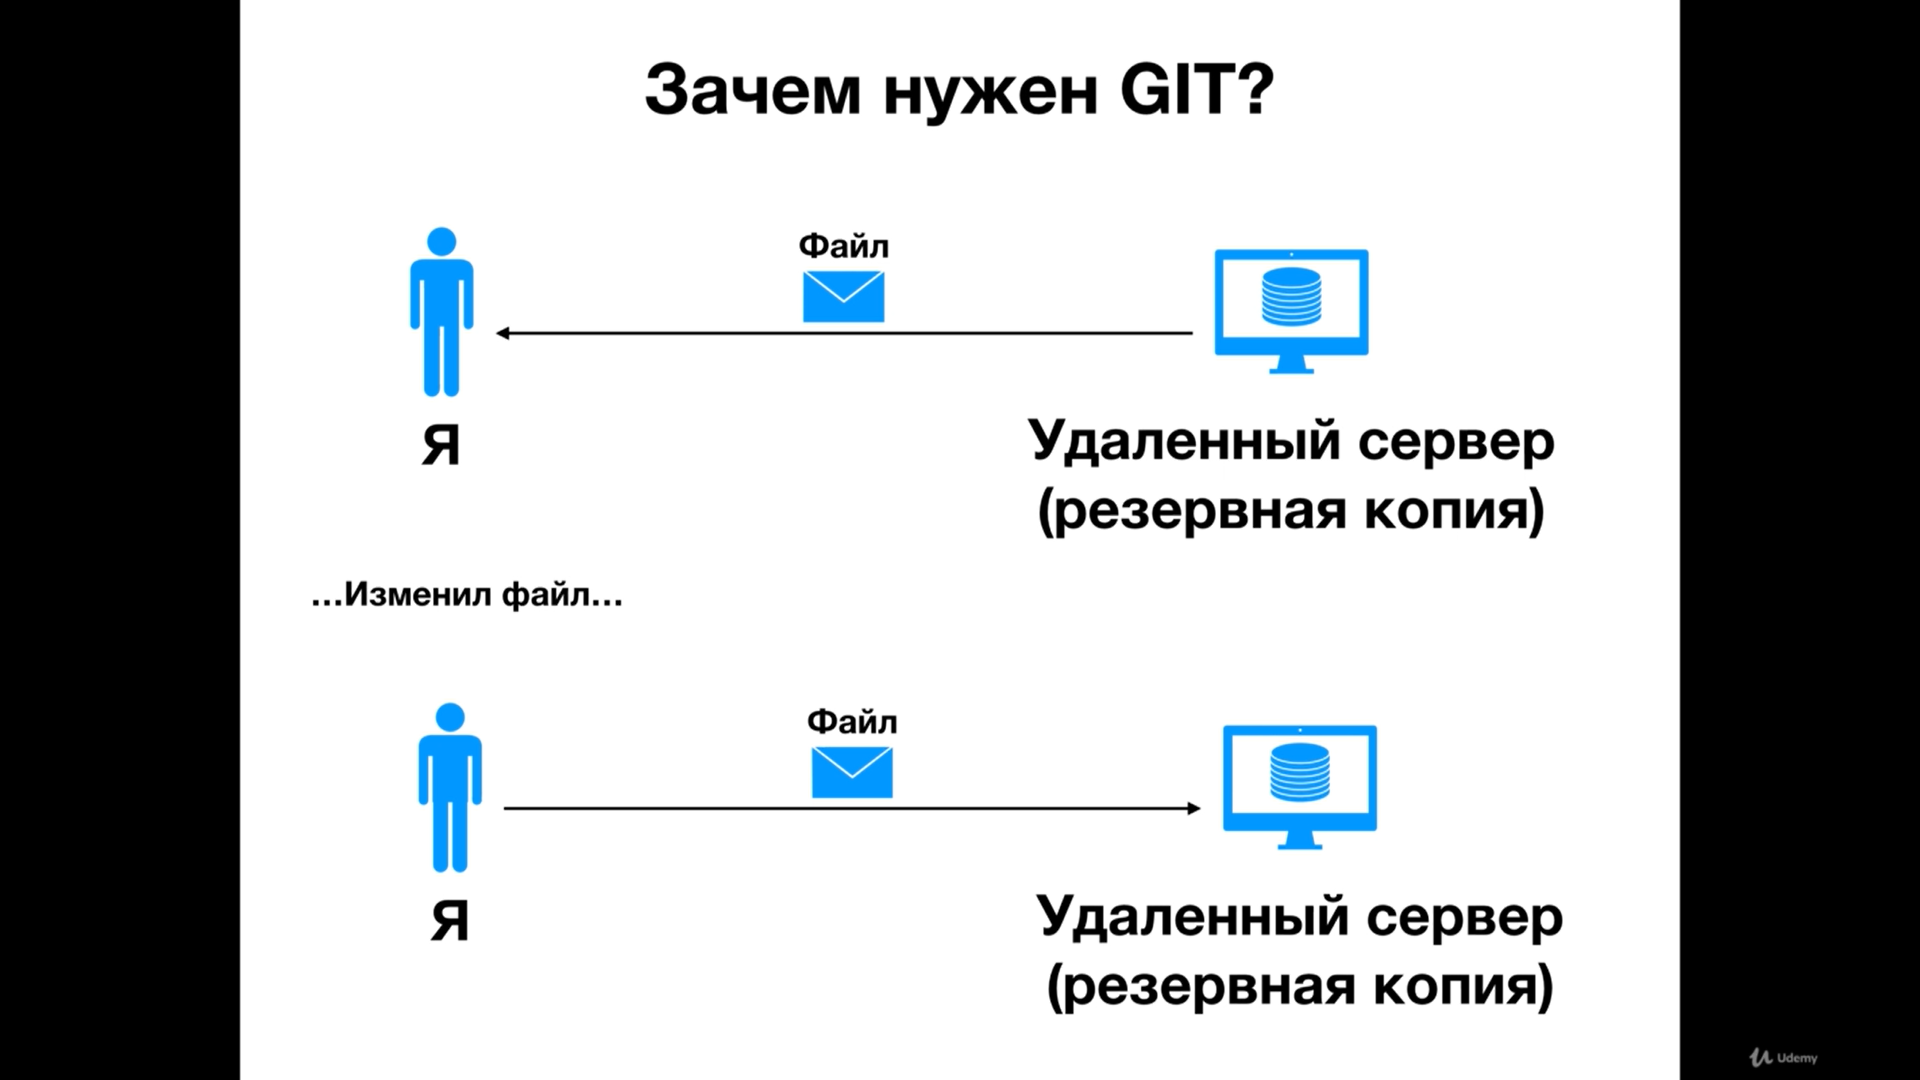 Зачем нужен GIT?
Файл
Я
Удаленный сервер
(резервная копия)
...Изменил файл...
Файл
Я
Удаленный сервер
(резервная копия)
Udemy